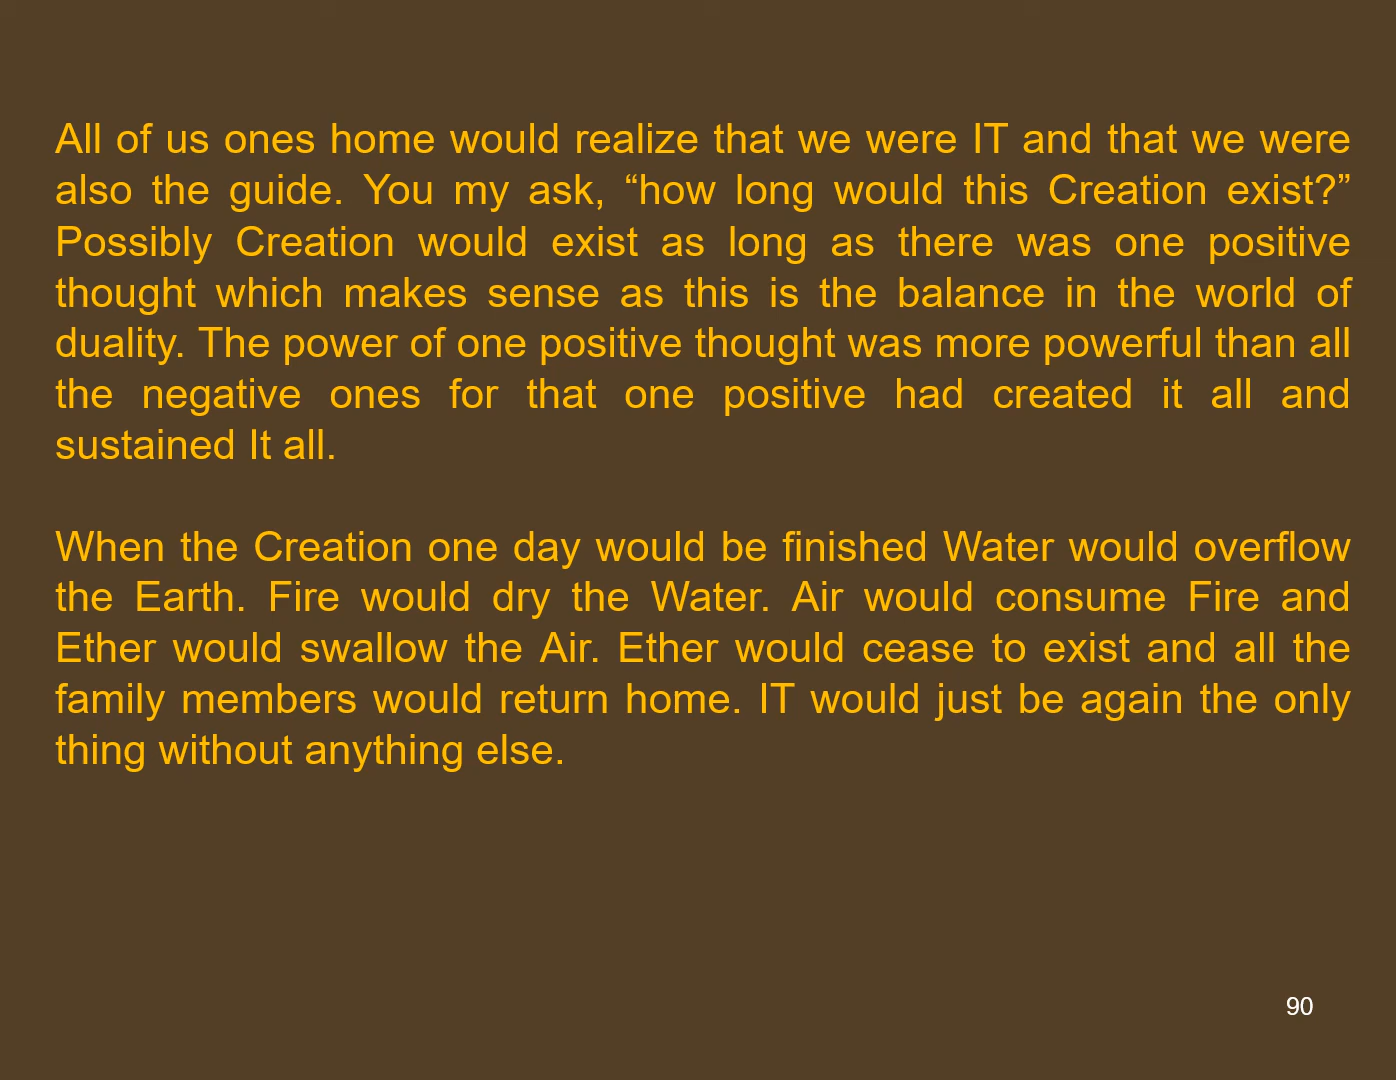 All of us ones home would realize that we were IT and that we were
also the guide. You my ask, “how long would this Creation exist?”
Possibly Creation would exist as long as there was one positive
thought which makes sense as this is the balance in the world of
duality. The power of one positive thought was more powerful than all
the negative ones for that one positive had created it all and
sustained It all.
When the Creation one day would be finished Water would overflow
the Earth. Fire would dry the Water. Air would consume Fire and
Ether would swallow the Air. Ether would cease to exist and all the
family members would return home. IT would just be again the only
thing without anything else.
90